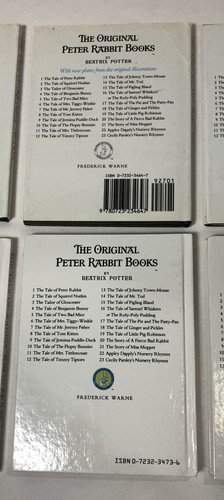 THE ORIGINAL
PETER RABBIT BOOKS
BY
BEATRIX POTTER
With new plates from the original illustrations
1 The Tale of Peter Rabbit
2 The Tale of Squirrel Nutkin
3 The Tailor of Gloucester
4 The Tale of Benjamin Bunny
5 The Tale of Two Bad Mice
6 The Tale of Mrs. Tiggy-Winkle
7 The Tale of Mr. Jeremy Fisher
8 The Tale of Tom Kitten
9 The Tale of Jemima Puddle-Duck
10 The Tale of The Flopsy Bunnies
11 The Tale of Mrs. Tittlemouse
12 The Tale of Timmy Tiptoes
13 The Tale of Johnny Town-Mouse
14 The Tale of Mr. Tod
15 The Tale of Pigling Bland
16 The Tale of Samuel Whiskers
or The Roly-Poly Pudding
17 The Tale of The Pie and The Patty-Pan
18 The Tale of Ginger and Pickles
19 The Tale of Little Pig Robinson
20 The Story of A Fierce Bad Rabbit
22 Appley Dapply's Nursery Rhymes
23 Cecily Parsley's Nursery Rhymes
FREDERICK WARNE
ISBN 0-7232-3464-7
92701
9 780723 234647
THE ORIGINAL
PETER RABBIT BOOKS
BY
BEATRIX POTTER
1 The Tale of Peter Rabbit
2 The Tale of Squirrel Nutkin
3 The Tailor of Gloucester
4 The Tale of Benjamin Bunny
5 The Tale of Two Bad Mice
6 The Tale of Mrs. Tiggy-Winkle
7 The Tale of Mr. Jeremy Fisher
8 The Tale of Tom Kitten
9 The Tale of Jemima Puddle-Duck
10 The Tale of The Flopsy Bunnies
11 The Tale of Mrs. Tittlemouse
12 The Tale of Timmy Tiptoes
13 The Tale of Johnny Town-Mouse
14 The Tale of Mr. Tod
15 The Tale of Pigling Bland
16 The Tale of Samuel Whiskers
or The Roly-Poly Pudding
17 The Tale of The Pie and The Patty-Pan
18 The Tale of Ginger and Pickles
19 The Tale of Little Pig Robinson
20 The Story of A Fierce Bad Rabbit
21 The Story of Miss Moppet
22 Appley Dapply's Nursery Rhymes
23 Cecily Parsley's Nursery Rhymes
FREDERICK WARNE
ISBN 0-7232-3473-6